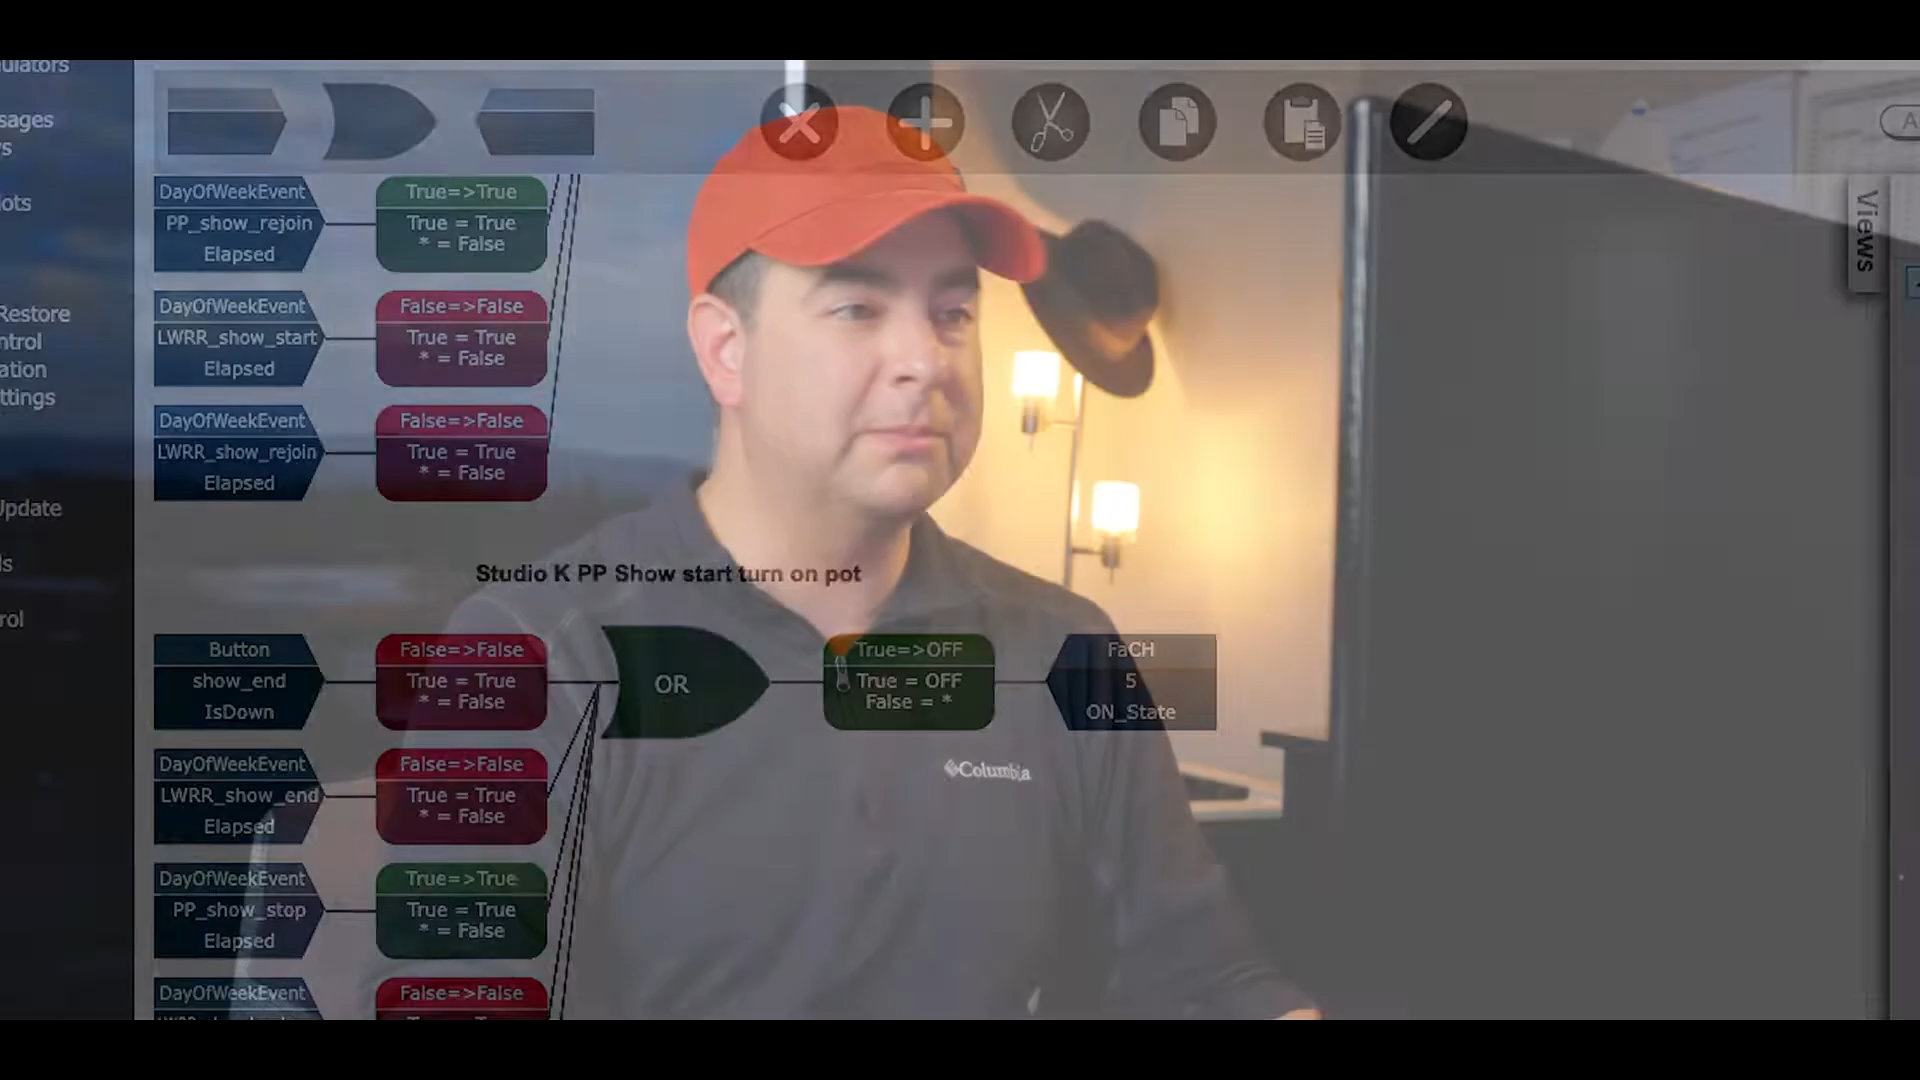 ulators
sages
s
ots
Restore
ntrol
ation
ttings
Update
ls
rol
A
Views
DayOfWeekEvent
PP_show_rejoin
Elapsed
True=>True
True = True
* = False
DayOfWeekEvent
LWRR_show_start
Elapsed
False=>False
True = True
* = False
DayOfWeekEvent
LWRR_show_rejoin
Elapsed
False=>False
True = True
* = False
Studio K PP Show start turn on pot
Button
show_end
IsDown
False=>False
True = True
* = False
OR
True=>OFF
True = OFF
False = *
FaCH
5
ON_State
DayOfWeekEvent
LWRR_show_end
Elapsed
False=>False
True = True
* = False
DayOfWeekEvent
PP_show_stop
Elapsed
True=>True
True = True
* = False
DayOfWeekEvent
False=>False
Columbia